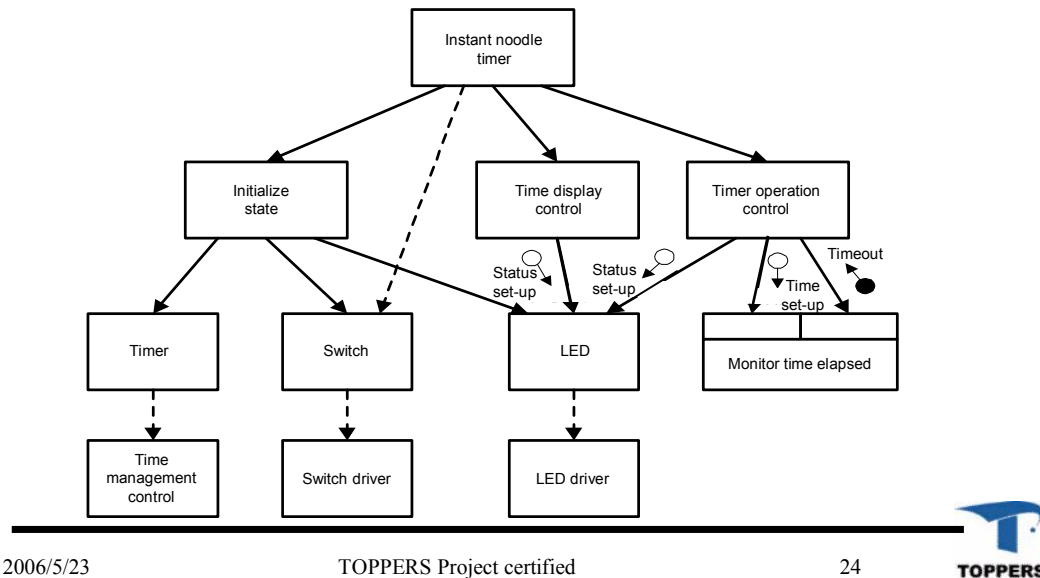 Instant noodle
timer
Initialize
state
Time display
control
Timer operation
control
Status
set-up
Status
set-up
Time
set-up
Timeout
Timer
Switch
LED
Monitor time elapsed
Time
management
control
Switch driver
LED driver
2006/5/23
TOPPERS Project certified
24
TOPPERS